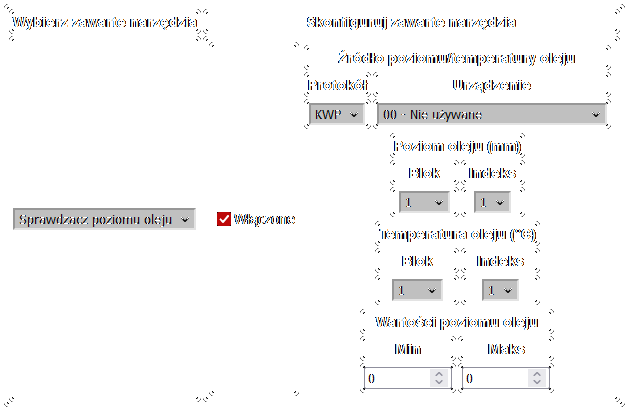 Wybierz zawarte narzędzia
Skonfiguruj zawarte narzędzia
Źródło poziomu/temperatury oleju
Protokół Urządzenie
KWP 00 - Nie używane
Poziom oleju (mm)
Blok Indeks
1 1
Sprawdzacz poziomu oleju Włączone
Temperatura oleju (°C)
Blok Indeks
1 1
Wartości poziomu oleju
Min Maks
0 0